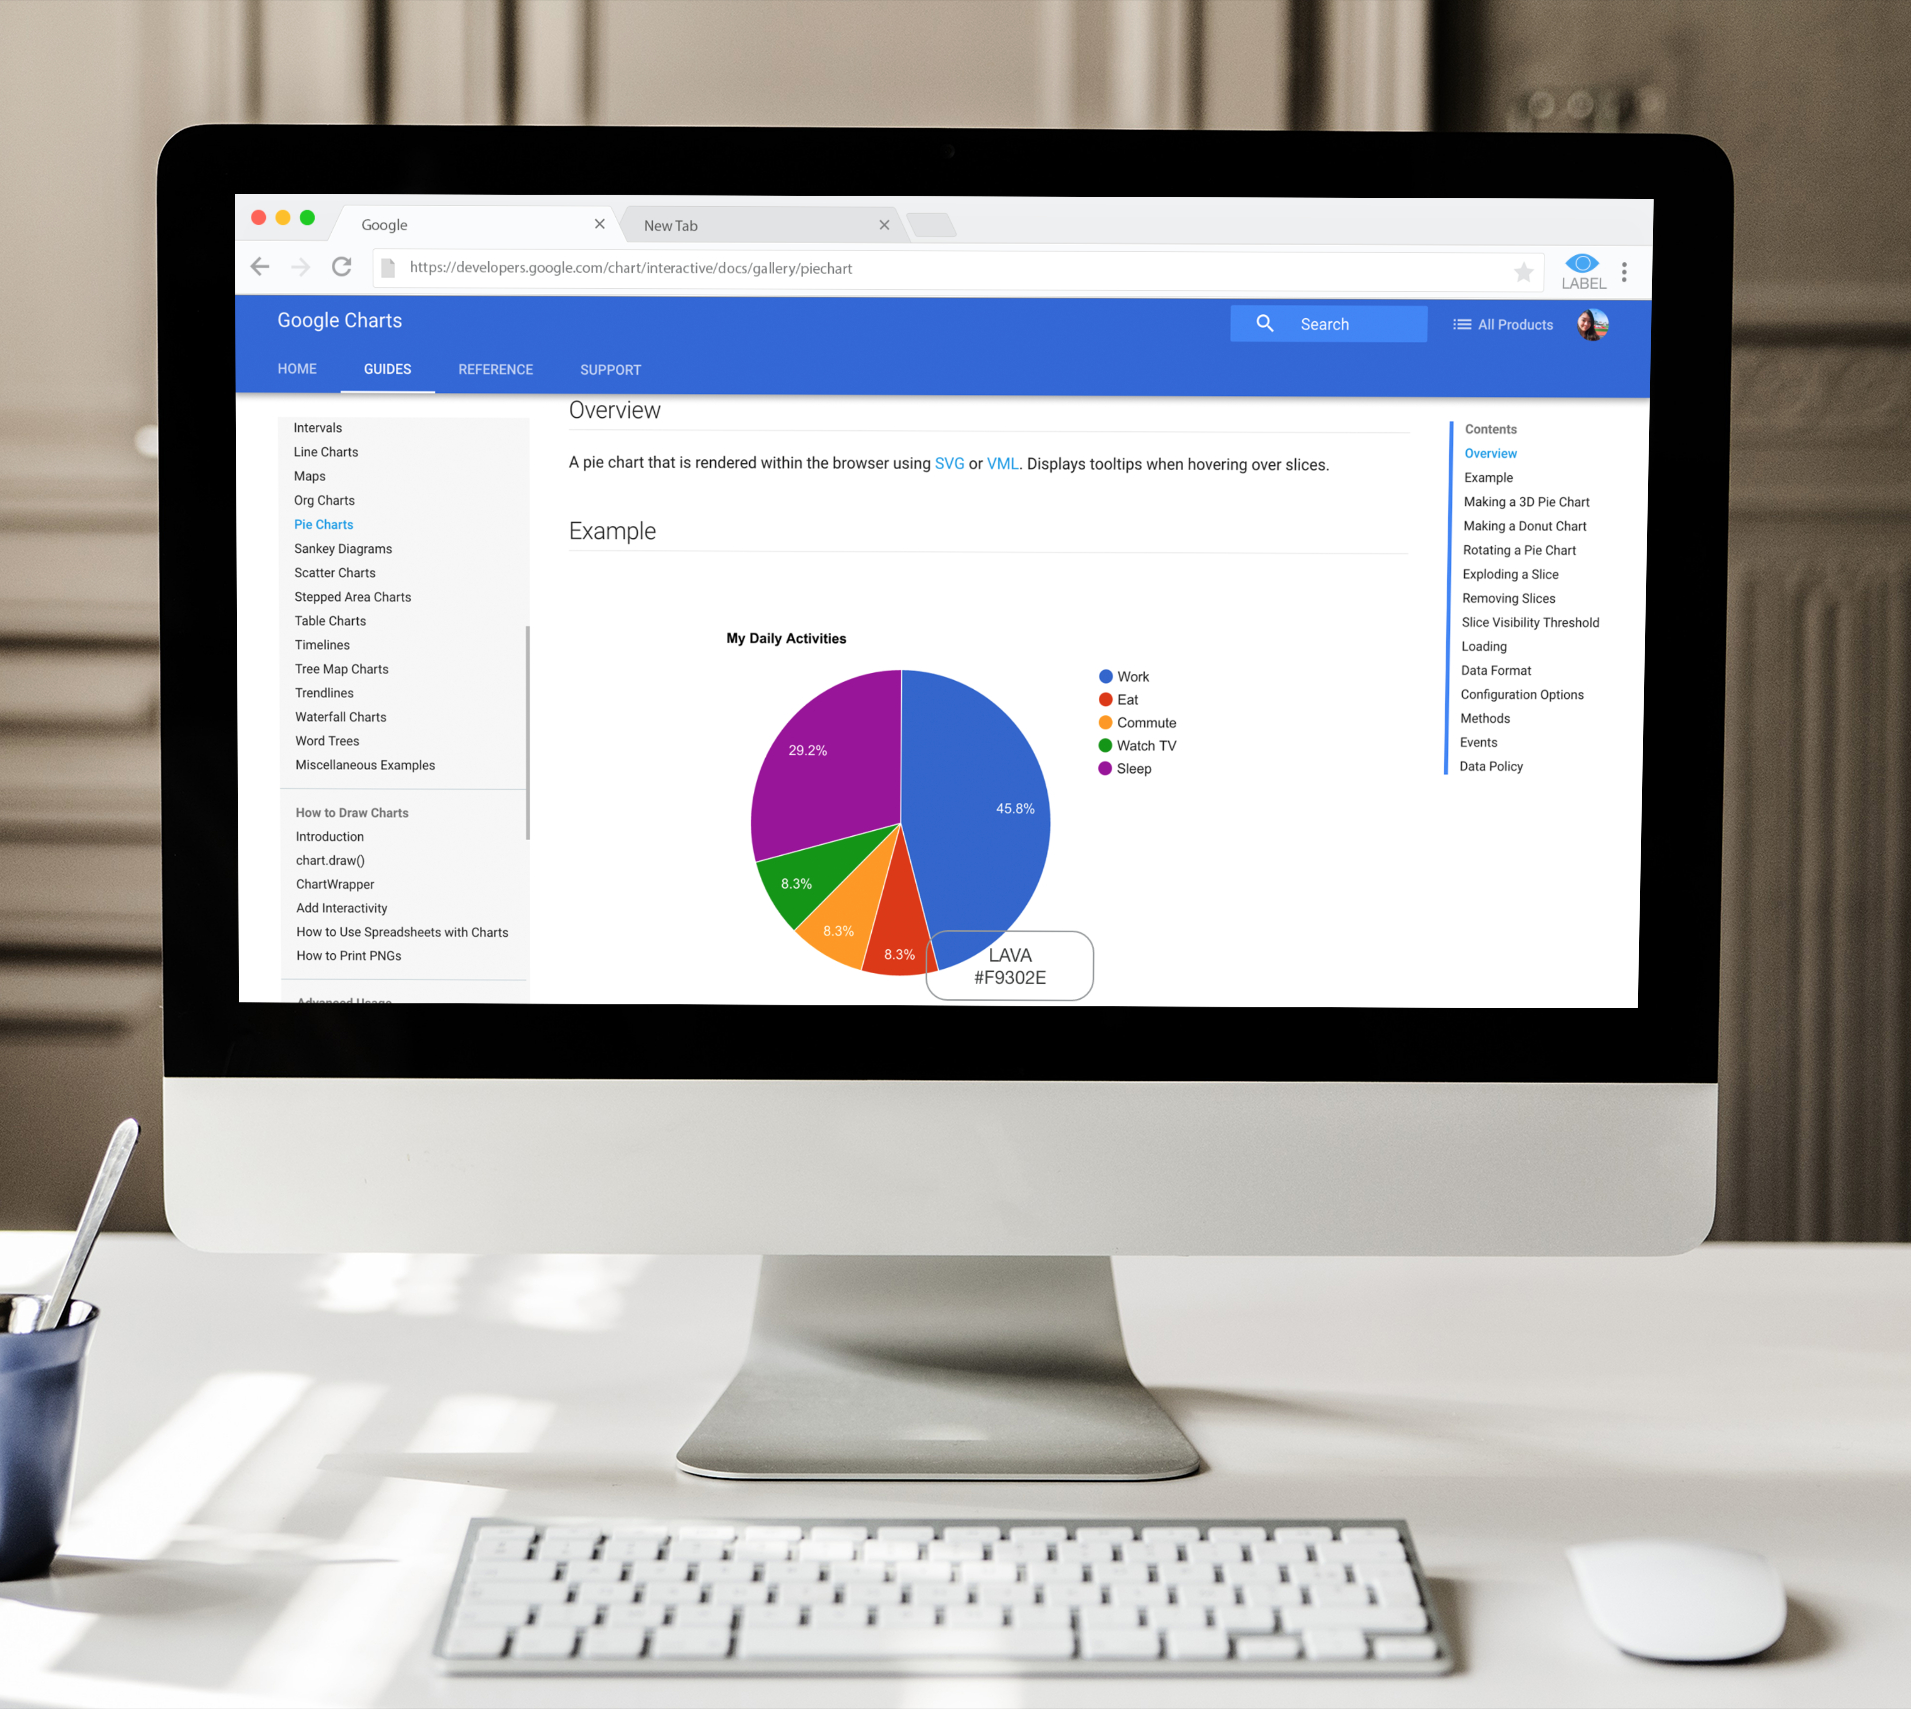 Google
New Tab
https://developers.google.com/chart/interactive/docs/gallery/piechart
LABEL
Google Charts
Search
All Products
HOME
GUIDES
REFERENCE
SUPPORT
Intervals
Line Charts
Maps
Org Charts
Pie Charts
Sankey Diagrams
Scatter Charts
Stepped Area Charts
Table Charts
Timelines
Tree Map Charts
Trendlines
Waterfall Charts
Word Trees
Miscellaneous Examples
How to Draw Charts
Introduction
chart.draw()
ChartWrapper
Add Interactivity
How to Use Spreadsheets with Charts
How to Print PNGs
Advanced Usage
Overview
A pie chart that is rendered within the browser using SVG or VML. Displays tooltips when hovering over slices.
Example
My Daily Activities
29.2%
45.8%
8.3%
8.3%
8.3%
Work
Eat
Commute
Watch TV
Sleep
LAVA
#F9302E
Contents
Overview
Example
Making a 3D Pie Chart
Making a Donut Chart
Rotating a Pie Chart
Exploding a Slice
Removing Slices
Slice Visibility Threshold
Loading
Data Format
Configuration Options
Methods
Events
Data Policy